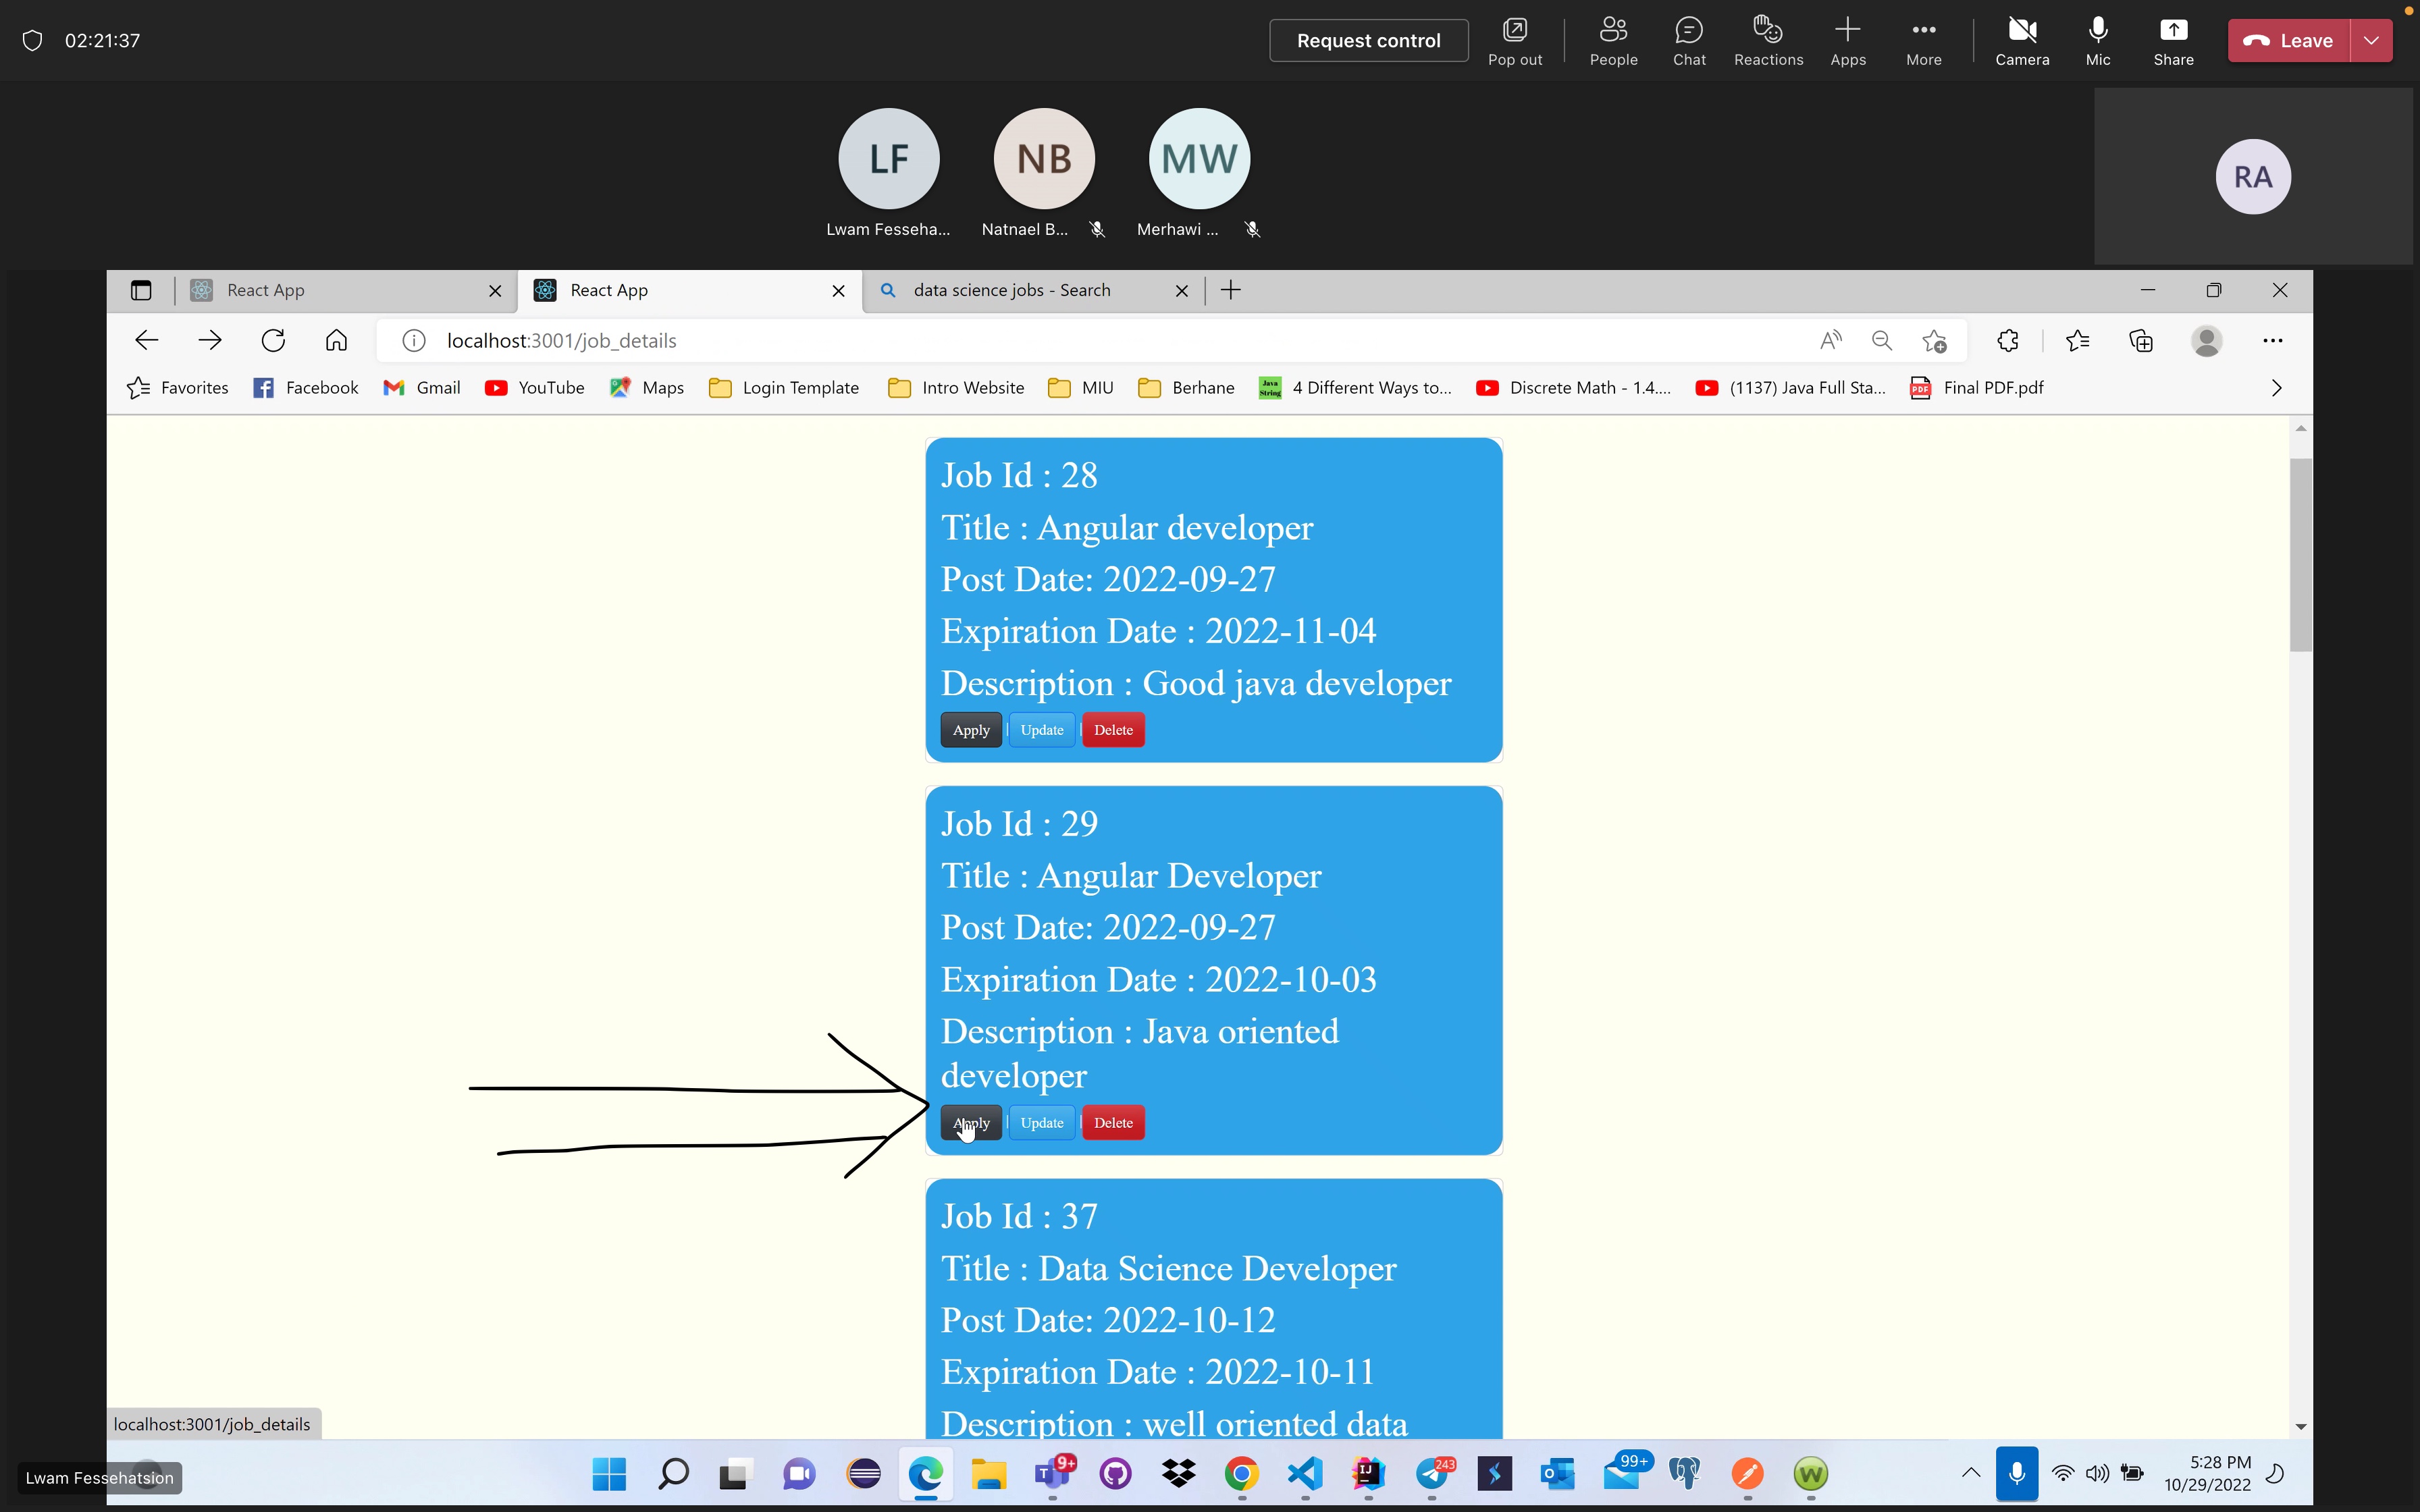 02:21:37
Request control
Pop out
People
Chat
Reactions
Apps
More
Camera
Mic
Share
Leave
LF
NB
MW
RA
Lwam Fesseha...
Natnael B...
Merhawi ...
React App
React App
data science jobs - Search
localhost:3001/job_details
Favorites
Facebook
Gmail
YouTube
Maps
Login Template
Intro Website
MIU
Berhane
4 Different Ways to...
Discrete Math - 1.4....
(1137) Java Full Sta...
Final PDF.pdf
Job Id : 28
Title : Angular developer
Post Date: 2022-09-27
Expiration Date : 2022-11-04
Description : Good java developer
Apply | Update | Delete
Job Id : 29
Title : Angular Developer
Post Date: 2022-09-27
Expiration Date : 2022-10-03
Description : Java oriented
developer
Apply | Update | Delete
Job Id : 37
Title : Data Science Developer
Post Date: 2022-10-12
Expiration Date : 2022-10-11
Description : well oriented data
localhost:3001/job_details
Lwam Fessehatsion
9+
243
99+
5:28 PM
10/29/2022